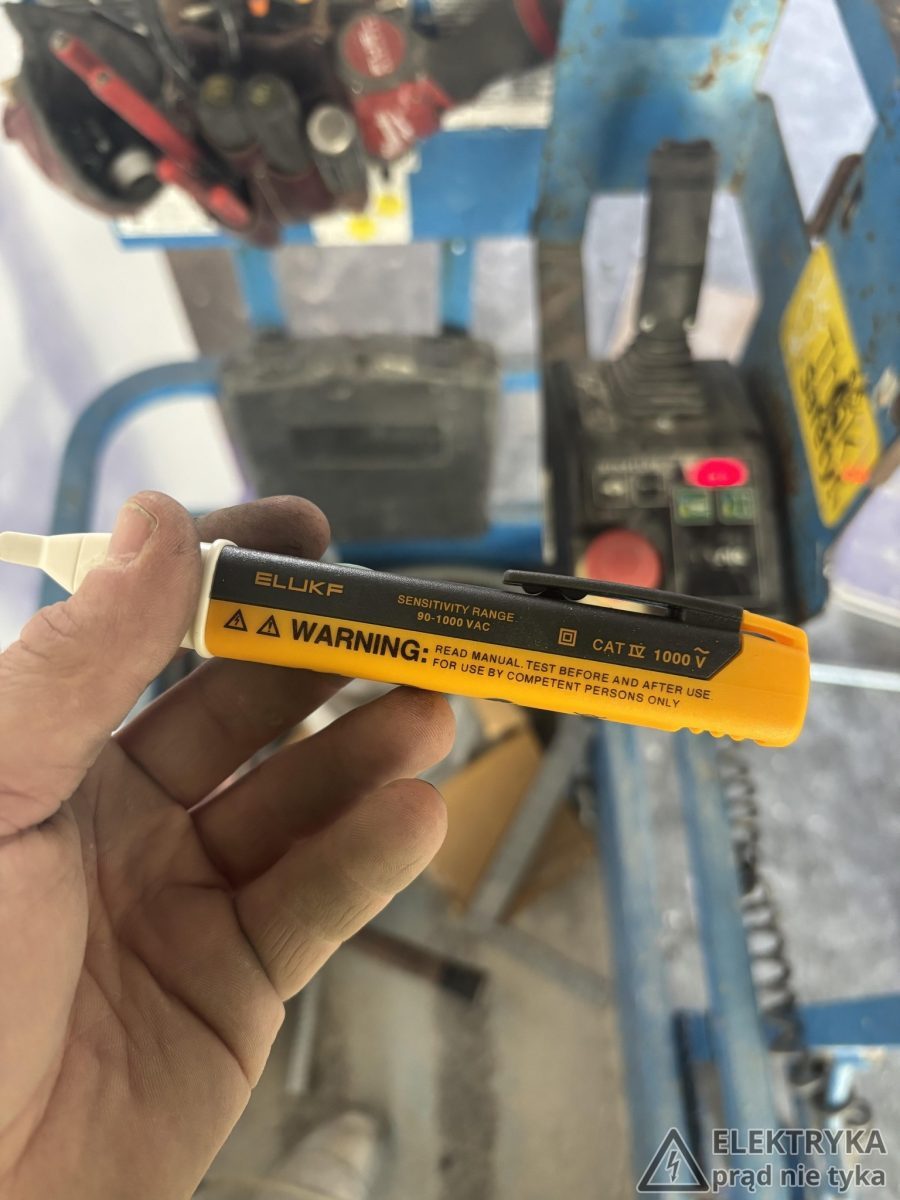 ELUKF
SENSITIVITY RANGE
90-1000 VAC
CAT IV 1000 V
WARNING:
READ MANUAL. TEST BEFORE AND AFTER USE
FOR USE BY COMPETENT PERSONS ONLY
ELEKTRYKA
prąd nie tyka